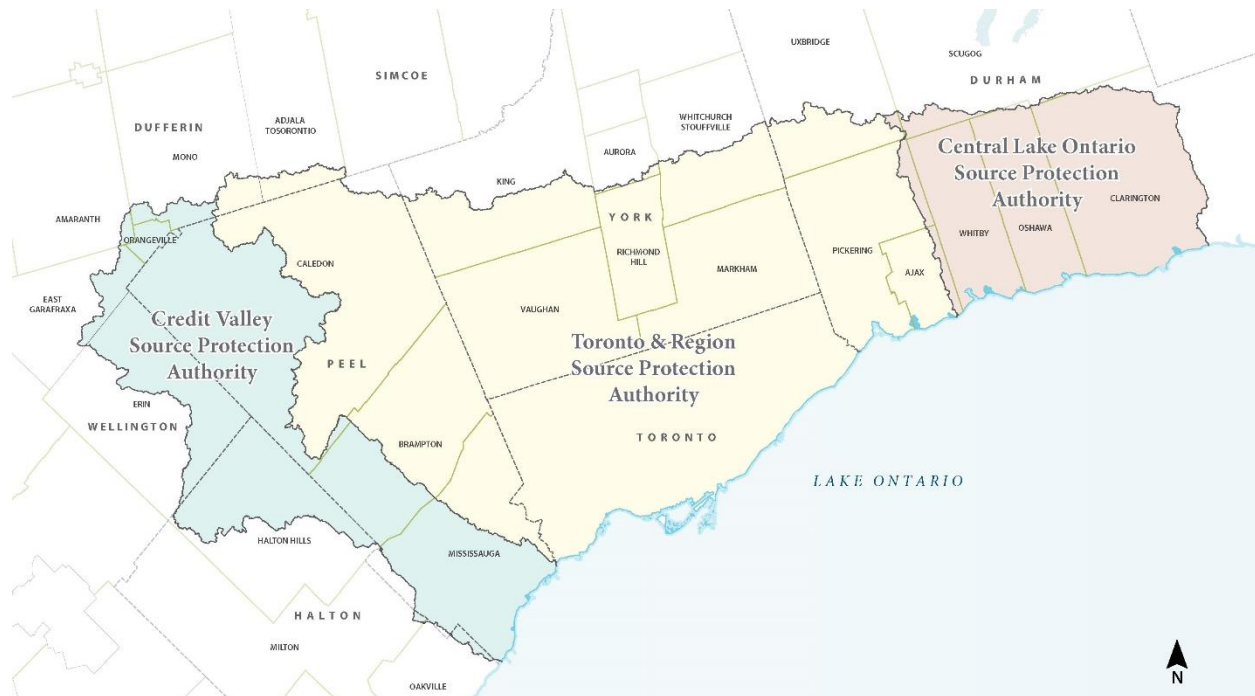 UXBRIDGE
SCUGOG
DURHAM
SIMCOE
DUFFERIN
ADJALA
TOSORONTIO
WHITCHURCH
STOUFFVILLE
MONO
AURORA
KING
Central Lake Ontario
Source Protection
Authority
CLARINGTON
AMARANTH
ORANGEVILLE
YORK
WHITBY
OSHAWA
RICHMOND
HILL
PICKERING
CALEDON
MARKHAM
AJAX
EAST
GARAFRAXA
VAUGHAN
Credit Valley
Source Protection
Authority
PEEL
Toronto & Region
Source Protection
Authority
ERIN
WELLINGTON
BRAMPTON
TORONTO
LAKE ONTARIO
HALTON HILLS
MISSISSAUGA
HALTON
MILTON
OAKVILLE
N